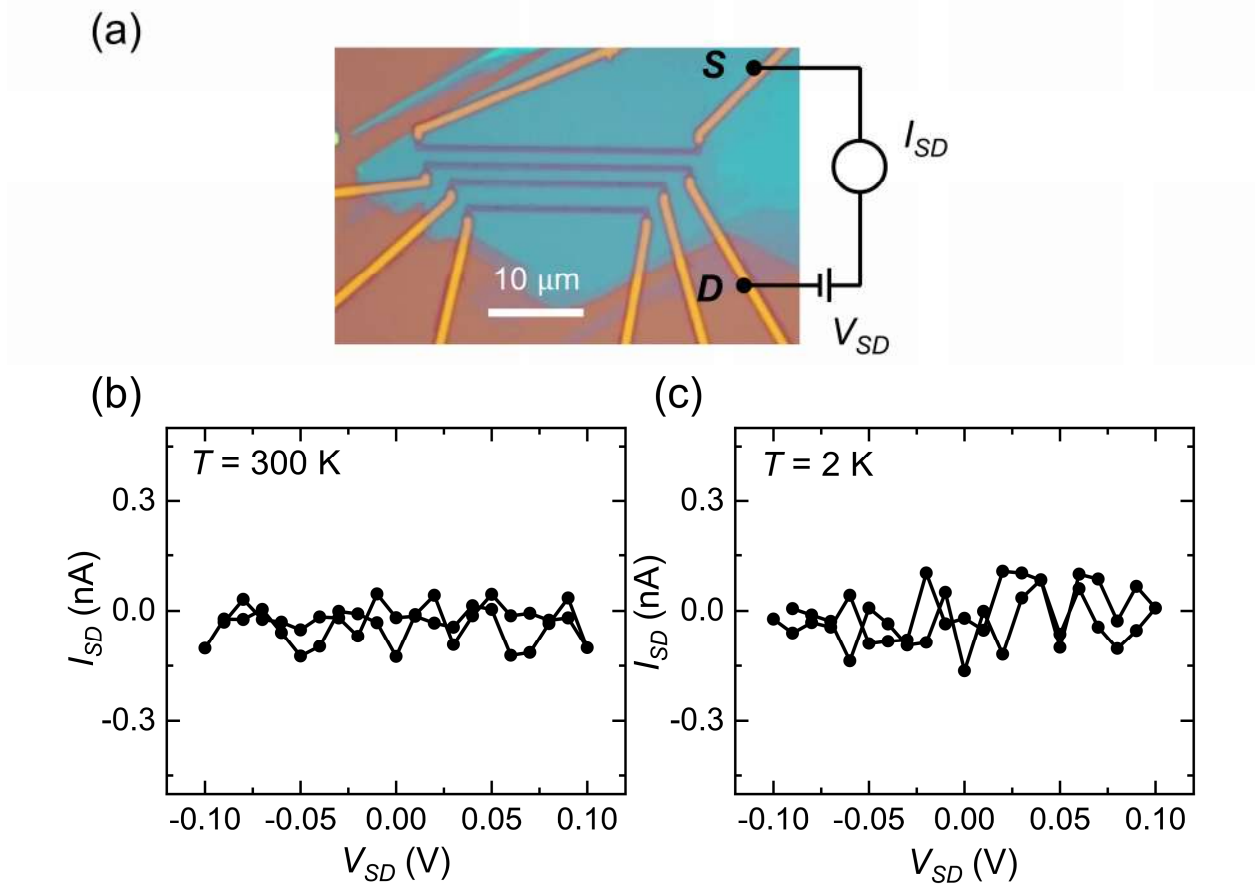 (a)
S
I_SD
10 μm
D
V_SD
(b)
(c)
T = 300 K
T = 2 K
0.3
0.0
-0.3
I_SD (nA)
-0.10 -0.05 0.00 0.05 0.10
V_SD (V)
0.3
0.0
-0.3
I_SD (nA)
-0.10 -0.05 0.00 0.05 0.10
V_SD (V)